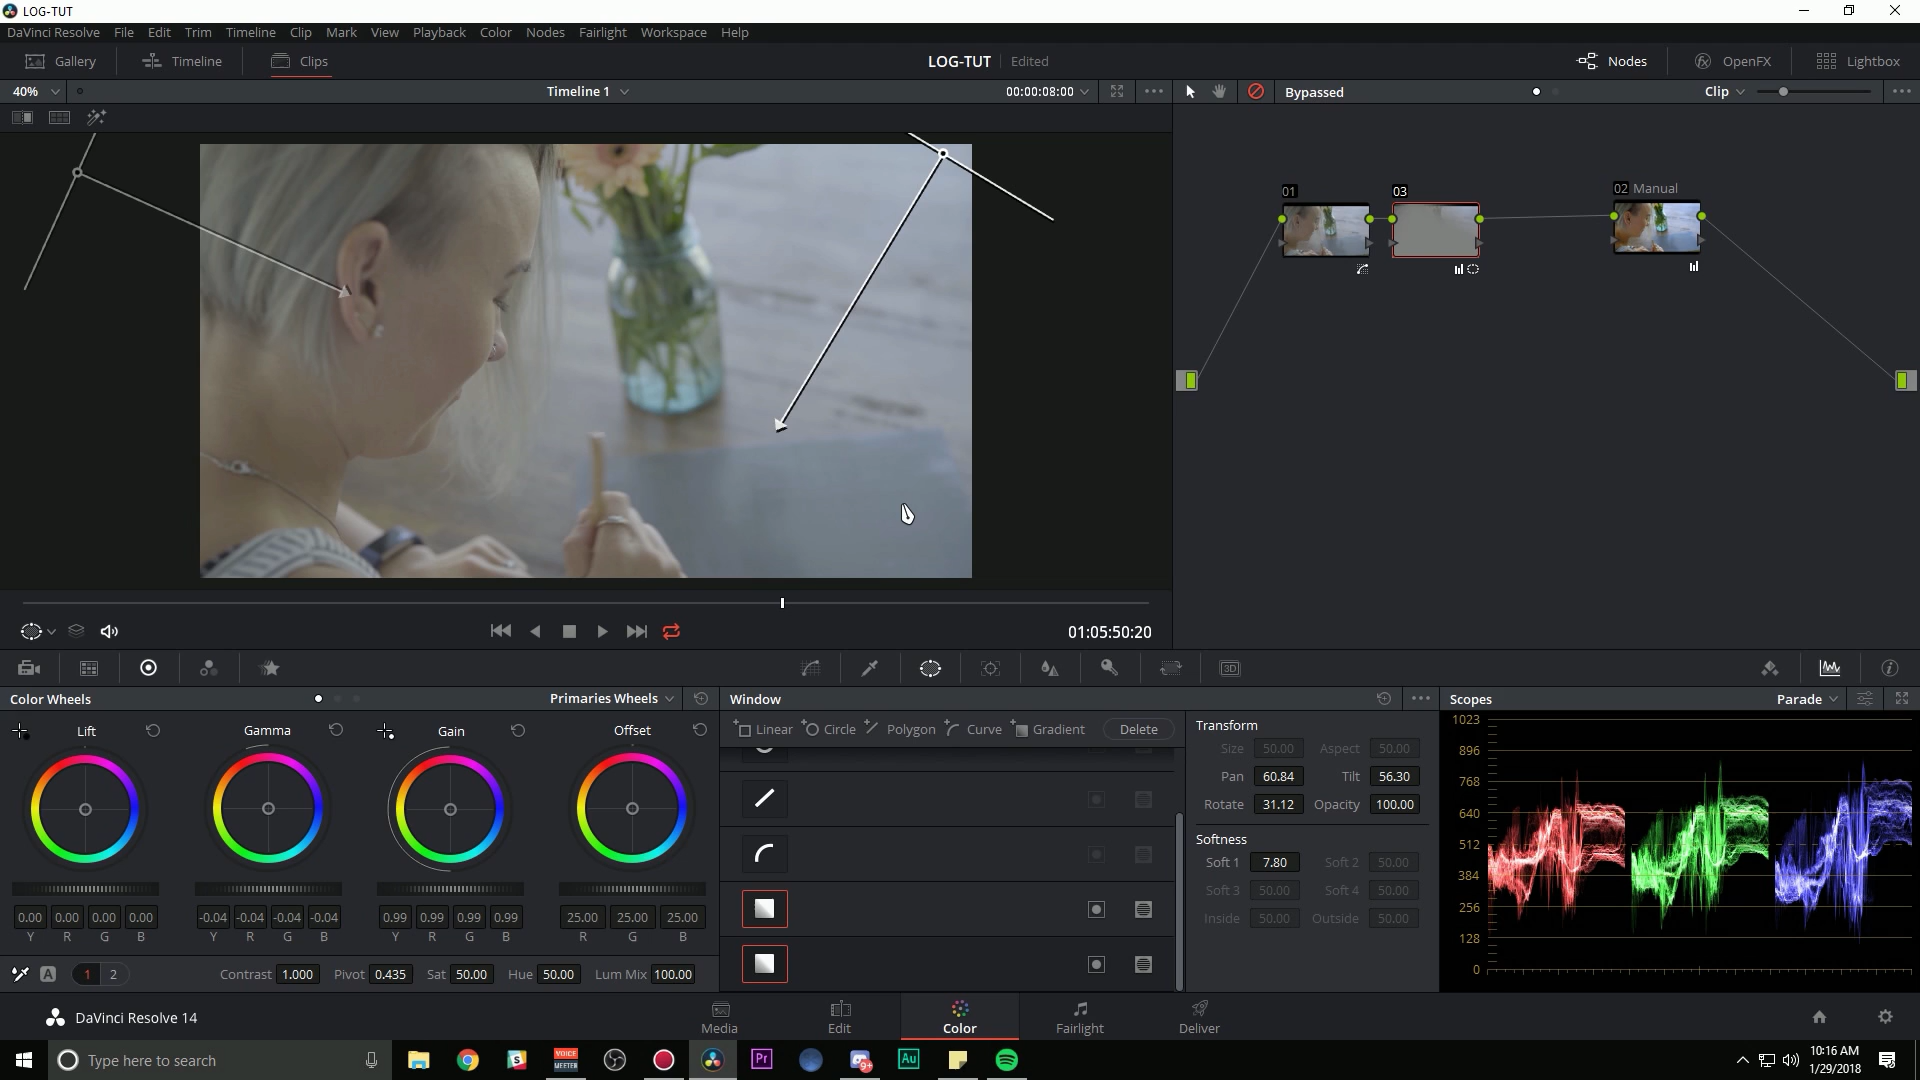 LOG-TUT
DaVinci Resolve File Edit Trim Timeline Clip Mark View Playback Color Nodes Fairlight Workspace Help
Gallery Timeline Clips LOG-TUT Edited Nodes OpenFX Lightbox
40% Timeline 1 00:00:08:00 Bypassed Clip
01 03 02 Manual
01:05:50:20
Color Wheels Primaries Wheels Window Scopes Parade
Lift Gamma Gain Offset
Linear Circle Polygon Curve Gradient Delete
Transform
Size 50.00 Aspect 50.00
Pan 60.84 Tilt 56.30
Rotate 31.12 Opacity 100.00
Softness
Soft 1 7.80 Soft 2 50.00
Soft 3 50.00 Soft 4 50.00
Inside 50.00 Outside 50.00
1023
896
768
640
512
384
256
128
0
0.00 0.00 0.00 0.00 -0.04 -0.04 -0.04 -0.04 0.99 0.99 0.99 0.99 25.00 25.00 25.00
Y R G B Y R G B Y R G B R G B
A 1 2 Contrast 1.000 Pivot 0.435 Sat 50.00 Hue 50.00 Lum Mix 100.00
DaVinci Resolve 14 Media Edit Color Fairlight Deliver
3D
Type here to search VOICE MEETER Pr 9+ Au
10:16 AM
1/29/2018